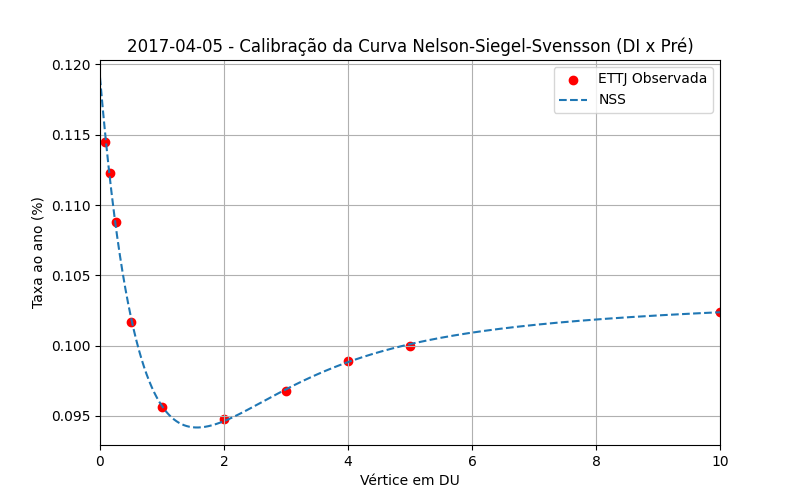 2017-04-05 - Calibração da Curva Nelson-Siegel-Svensson (DI x Pré)
ETTJ Observada
NSS
Taxa ao ano (%)
0.120
0.115
0.110
0.105
0.100
0.095
0 2 4 6 8 10
Vértice em DU